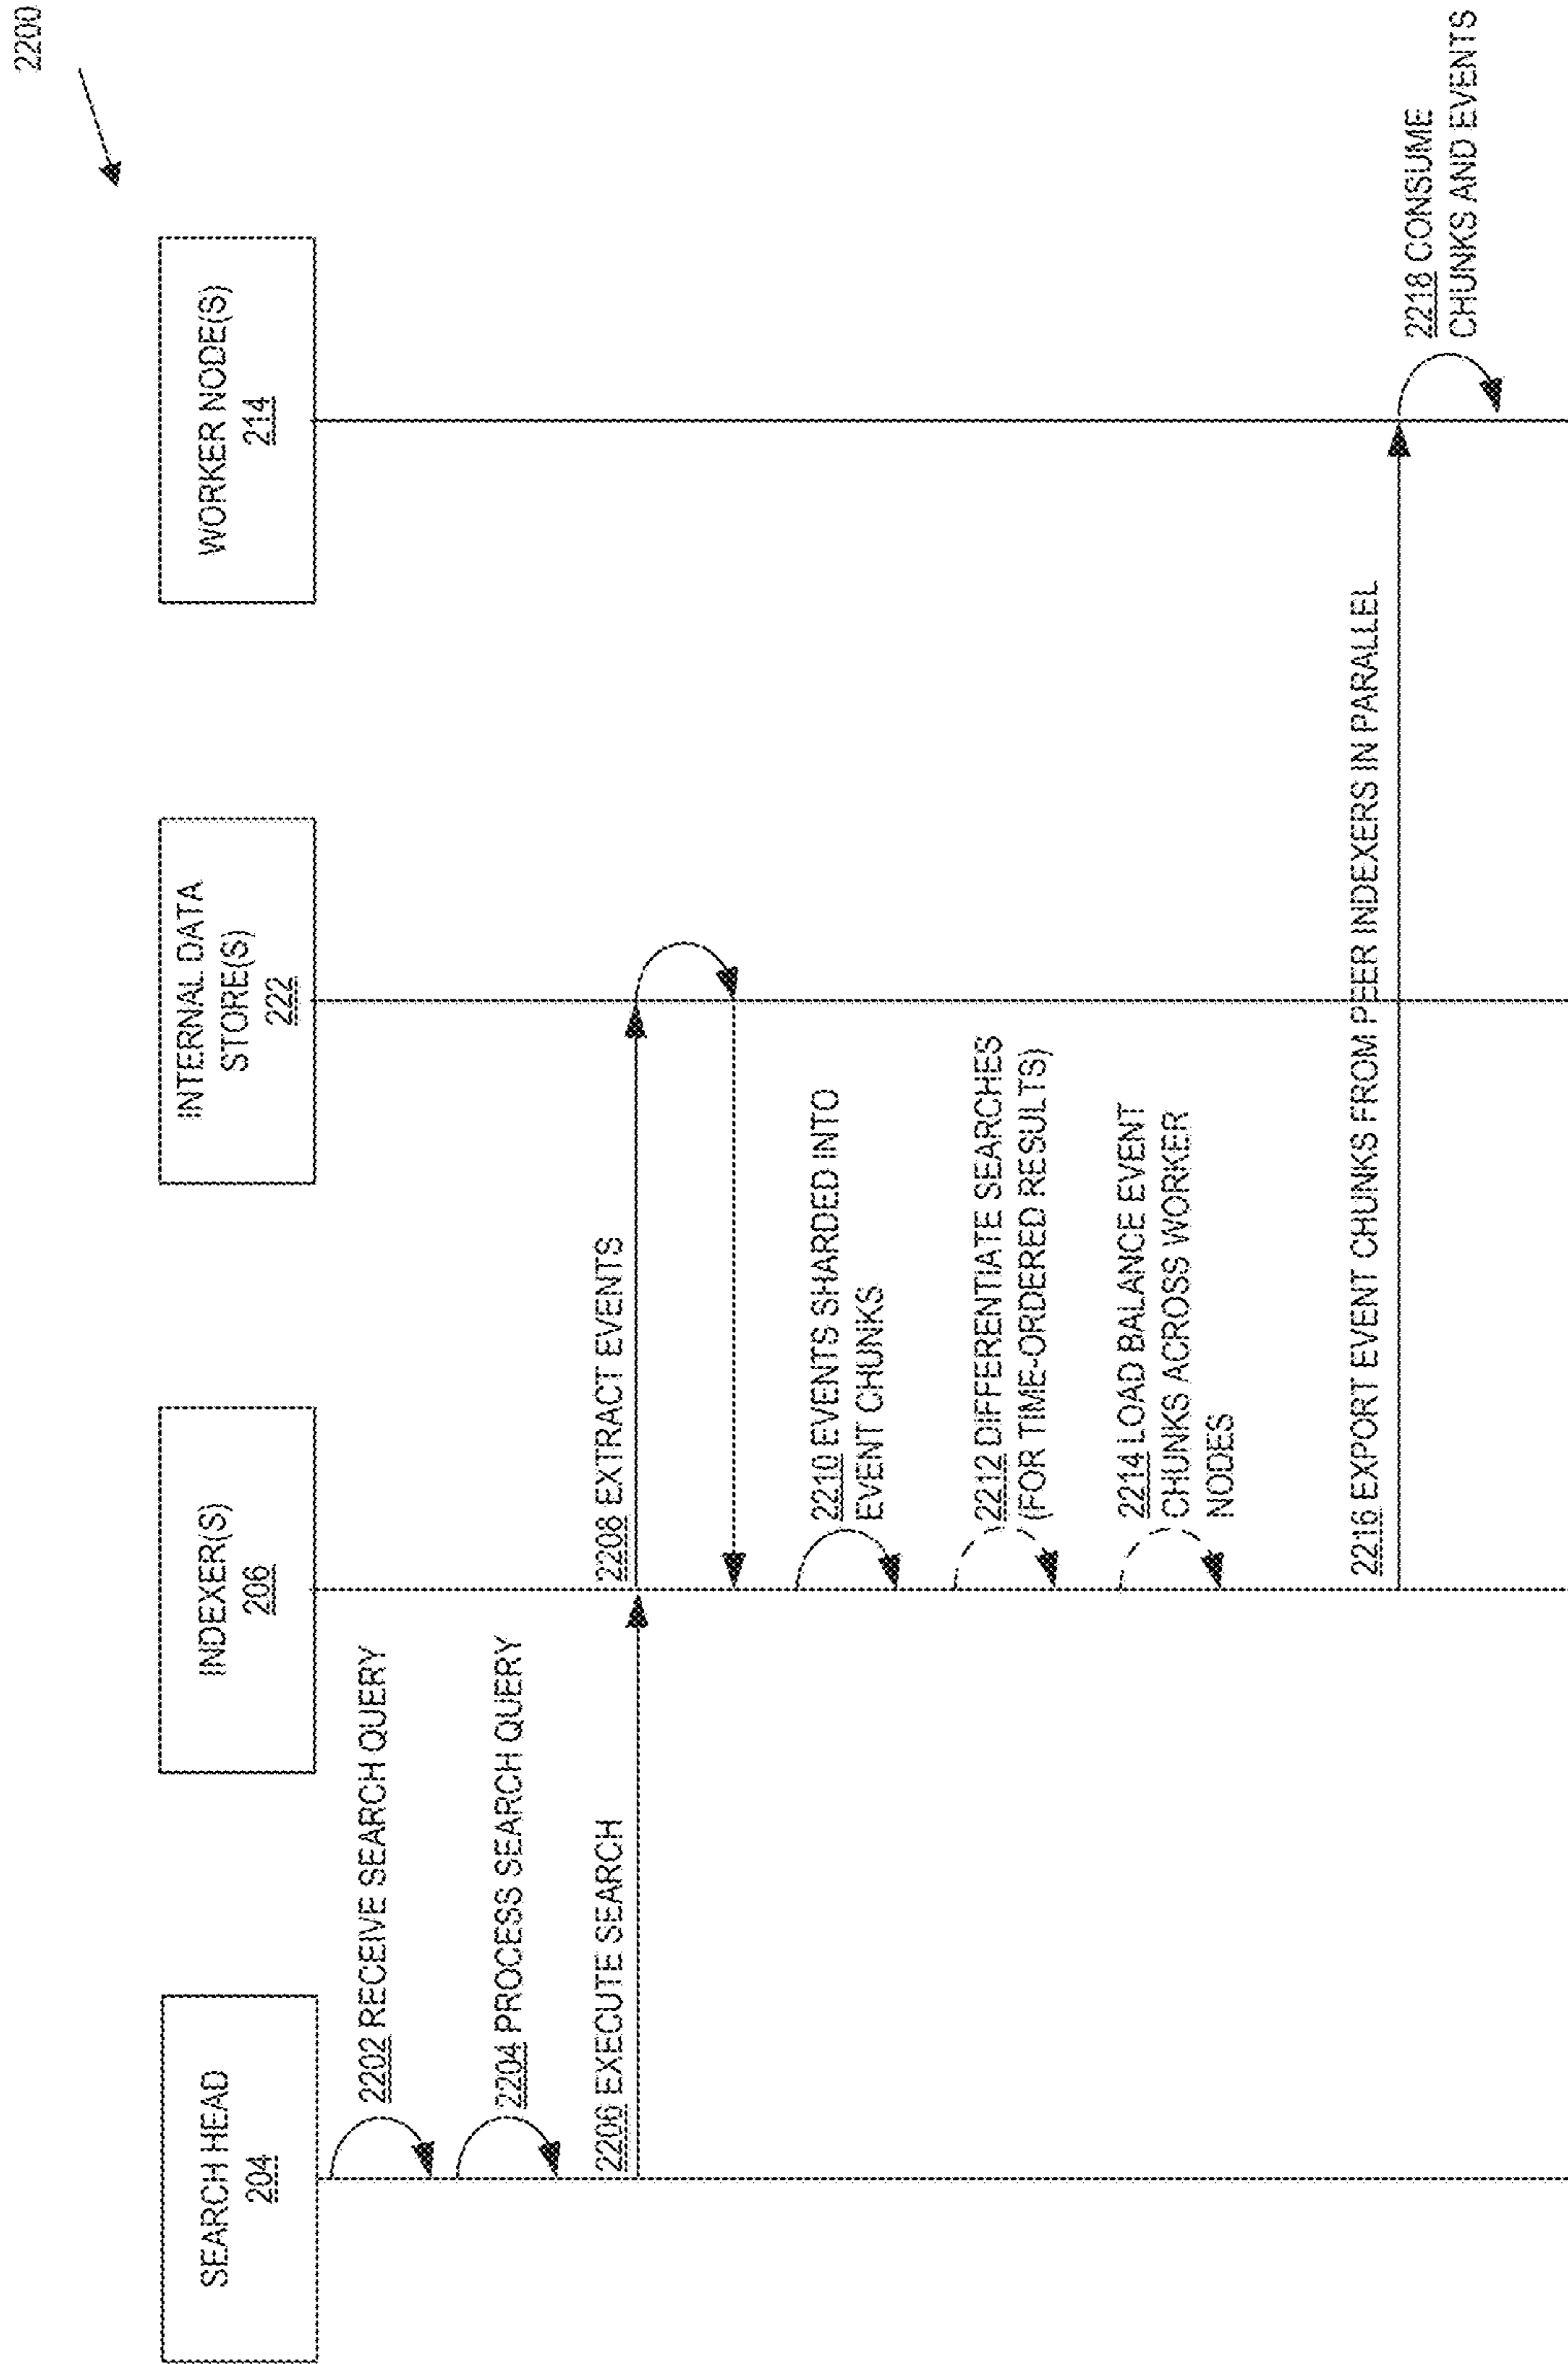 2200
SEARCH HEAD
204
INDEXER(S)
206
INTERNAL DATA
STORE(S)
222
WORKER NODE(S)
214
2202 RECEIVE SEARCH QUERY
2204 PROCESS SEARCH QUERY
2206 EXECUTE SEARCH
2208 EXTRACT EVENTS
2210 EVENTS SHARDED INTO
EVENT CHUNKS
2212 DIFFERENTIATE SEARCHES
(FOR TIME-ORDERED RESULTS)
2214 LOAD BALANCE EVENT
CHUNKS ACROSS WORKER
NODES
2216 EXPORT EVENT CHUNKS FROM PEER INDEXERS IN PARALLEL
2218 CONSUME
CHUNKS AND EVENTS